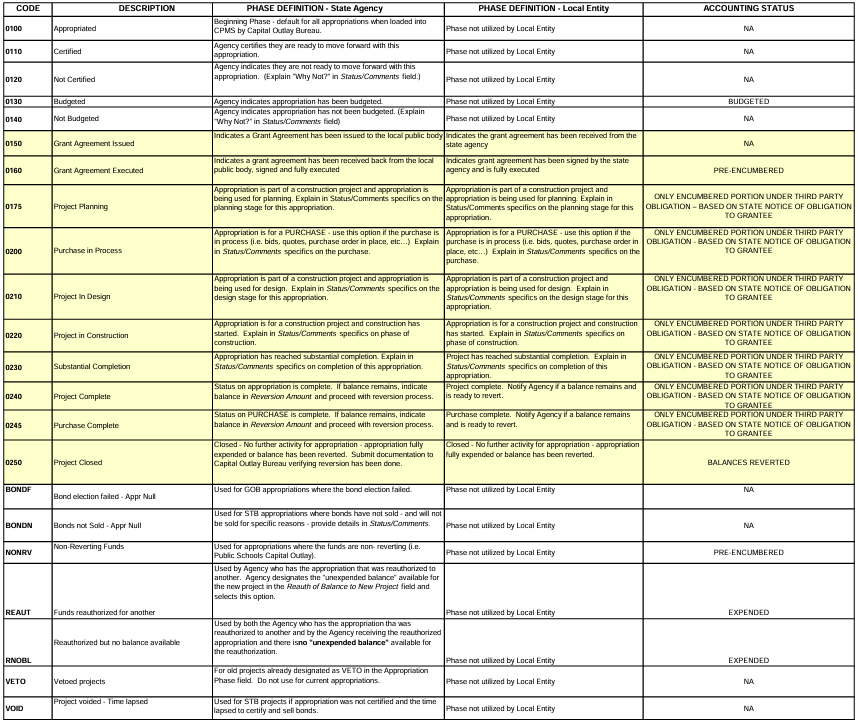 CODE DESCRIPTION PHASE DEFINITION - State Agency PHASE DEFINITION - Local Entity ACCOUNTING STATUS
0100 Appropriated
Beginning Phase - default for all appropriations when loaded into
CPMS by Capital Outlay Bureau.
Phase not utilized by Local Entity
NA
0110 Certified
Agency certifies they are ready to move forward with this
appropriation.
Phase not utilized by Local Entity
NA
0120 Not Certified
Agency indicates they are not ready to move forward with this
appropriation. (Explain "Why Not?" in Status/Comments field.)
Phase not utilized by Local Entity
NA
0130 Budgeted
Agency indicates appropriation has been budgeted.
Phase not utilized by Local Entity
BUDGETED
0140 Not Budgeted
Agency indicates appropriation has not been budgeted. (Explain
"Why Not?" in Status/Comments field)
Phase not utilized by Local Entity
NA
0150 Grant Agreement Issued
Indicates a Grant Agreement has been issued to the local public body
Indicates the grant agreement has been received from the
state agency
NA
0160 Grant Agreement Executed
Indicates a grant agreement has been received back from the local
public body, signed and fully executed
Indicates grant agreement has been signed by the state
agency and is fully executed
PRE-ENCUMBERED
0175 Project Planning
Appropriation is part of a construction project and appropriation is
being used for planning. Explain in Status/Comments specifics on the
planning stage for this appropriation.
Appropriation is part of a construction project and
appropriation is being used for planning. Explain in
Status/Comments specifics on the planning stage for this
appropriation.
ONLY ENCUMBERED PORTION UNDER THIRD PARTY
OBLIGATION – BASED ON STATE NOTICE OF OBLIGATION
TO GRANTEE
0200 Purchase in Process
Appropriation is for a PURCHASE - use this option if the purchase is
in process (i.e. bids, quotes, purchase order in place, etc...) Explain
in Status/Comments specifics on the purchase.
Appropriation is for a PURCHASE - use this option if the
purchase is in process (i.e. bids, quotes, purchase order in
place, etc...) Explain in Status/Comments specifics on the
purchase.
ONLY ENCUMBERED PORTION UNDER THIRD PARTY
OBLIGATION - BASED ON STATE NOTICE OF OBLIGATION
TO GRANTEE
0210 Project In Design
Appropriation is part of a construction project and appropriation is
being used for design. Explain in Status/Comments specifics on the
design stage for this appropriation.
Appropriation is part of a construction project and
appropriation is being used for design. Explain in
Status/Comments specifics on the design stage for this
appropriation.
ONLY ENCUMBERED PORTION UNDER THIRD PARTY
OBLIGATION - BASED ON STATE NOTICE OF OBLIGATION
TO GRANTEE
0220 Project in Construction
Appropriation is for a construction project and construction has
started. Explain in Status/Comments specifics on phase of
construction.
Appropriation is for a construction project and construction
has started. Explain in Status/Comments specifics on
phase of construction.
ONLY ENCUMBERED PORTION UNDER THIRD PARTY
OBLIGATION - BASED ON STATE NOTICE OF OBLIGATION
TO GRANTEE
0230 Substantial Completion
Appropriation has reached substantial completion. Explain in
Status/Comments specifics on completion of this appropriation.
Project has reached substantial completion. Explain in
Status/Comments specifics on completion of this
appropriation.
ONLY ENCUMBERED PORTION UNDER THIRD PARTY
OBLIGATION - BASED ON STATE NOTICE OF OBLIGATION
TO GRANTEE
0240 Project Complete
Status on appropriation is complete. If balance remains, indicate
balance in Reversion Amount and proceed with reversion process.
Project complete. Notify Agency if a balance remains and
is ready to revert.
ONLY ENCUMBERED PORTION UNDER THIRD PARTY
OBLIGATION - BASED ON STATE NOTICE OF OBLIGATION
TO GRANTEE
0245 Purchase Complete
Status on PURCHASE is complete. If balance remains, indicate
balance in Reversion Amount and proceed with reversion process.
Purchase complete. Notify Agency if a balance remains
and is ready to revert.
ONLY ENCUMBERED PORTION UNDER THIRD PARTY
OBLIGATION - BASED ON STATE NOTICE OF OBLIGATION
TO GRANTEE
0250 Project Closed
Closed - No further activity for appropriation - appropriation fully
expended or balance has been reverted. Submit documentation to
Capital Outlay Bureau verifying reversion has been done.
Closed - No further activity for appropriation - appropriation
fully expended or balance has been reverted.
BALANCES REVERTED
BONDF Bond election failed - Appr Null
Used for GOB appropriations where the bond election failed.
Phase not utilized by Local Entity
NA
BONDN Bonds not Sold - Appr Null
Used for STB appropriations where bonds have not sold - and will not
be sold for specific reasons - provide details in Status/Comments.
Phase not utilized by Local Entity
NA
NONRV Non-Reverting Funds
Used for appropriations where the funds are non- reverting (i.e.
Public Schools Capital Outlay).
Phase not utilized by Local Entity
PRE-ENCUMBERED
REAUT Funds reauthorized for another
Used by Agency who has the appropriation that was reauthorized to
another. Agency designates the "unexpended balance" available for
the new project in the Reauth of Balance to New Project field and
selects this option.
Phase not utilized by Local Entity
EXPENDED
RNOBL Reauthorized but no balance available
Used by both the Agency who has the appropriation tha was
reauthorized to another and by the Agency receiving the reauthorized
appropriation and there isno "unexpended balance" available for
the reauthorization.
Phase not utilized by Local Entity
EXPENDED
VETO Vetoed projects
For old projects already designated as VETO in the Appropriation
Phase field. Do not use for current appropriations.
Phase not utilized by Local Entity
NA
VOID Project voided - Time lapsed
Used for STB projects if appropriation was not certified and the time
lapsed to certify and sell bonds.
Phase not utilized by Local Entity
NA